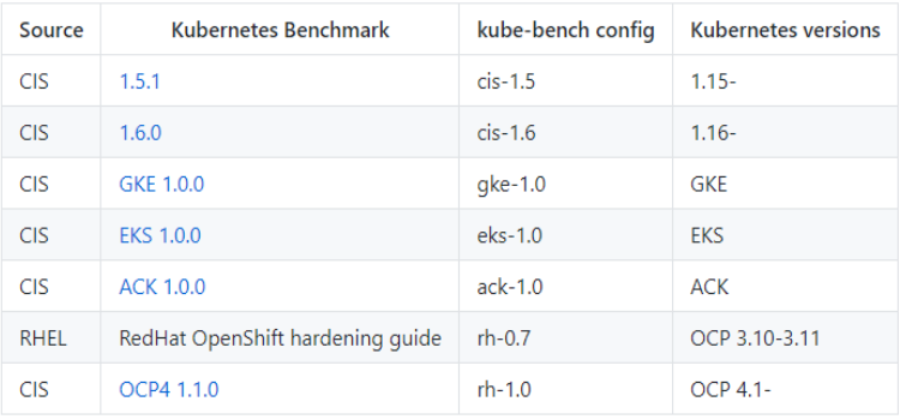 Source Kubernetes Benchmark kube-bench config Kubernetes versions
CIS 1.5.1 cis-1.5 1.15-
CIS 1.6.0 cis-1.6 1.16-
CIS GKE 1.0.0 gke-1.0 GKE
CIS EKS 1.0.0 eks-1.0 EKS
CIS ACK 1.0.0 ack-1.0 ACK
RHEL RedHat OpenShift hardening guide rh-0.7 OCP 3.10-3.11
CIS OCP4 1.1.0 rh-1.0 OCP 4.1-